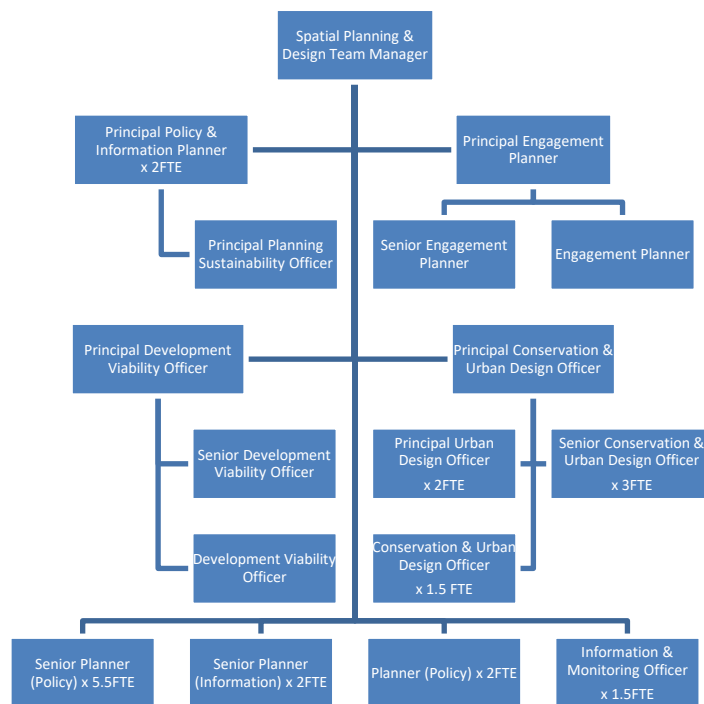 Spatial Planning &
Design Team Manager
Principal Policy &
Information Planner
x 2FTE
Principal Engagement
Planner
Principal Planning
Sustainability Officer
Senior Engagement
Planner
Engagement Planner
Principal Development
Viability Officer
Principal Conservation &
Urban Design Officer
Senior Development
Viability Officer
Principal Urban
Design Officer
x 2FTE
Senior Conservation &
Urban Design Officer
x 3FTE
Development Viability
Officer
Conservation & Urban
Design Officer
x 1.5 FTE
Senior Planner
(Policy) x 5.5FTE
Senior Planner
(Information) x 2FTE
Planner (Policy) x 2FTE
Information &
Monitoring Officer
x 1.5FTE